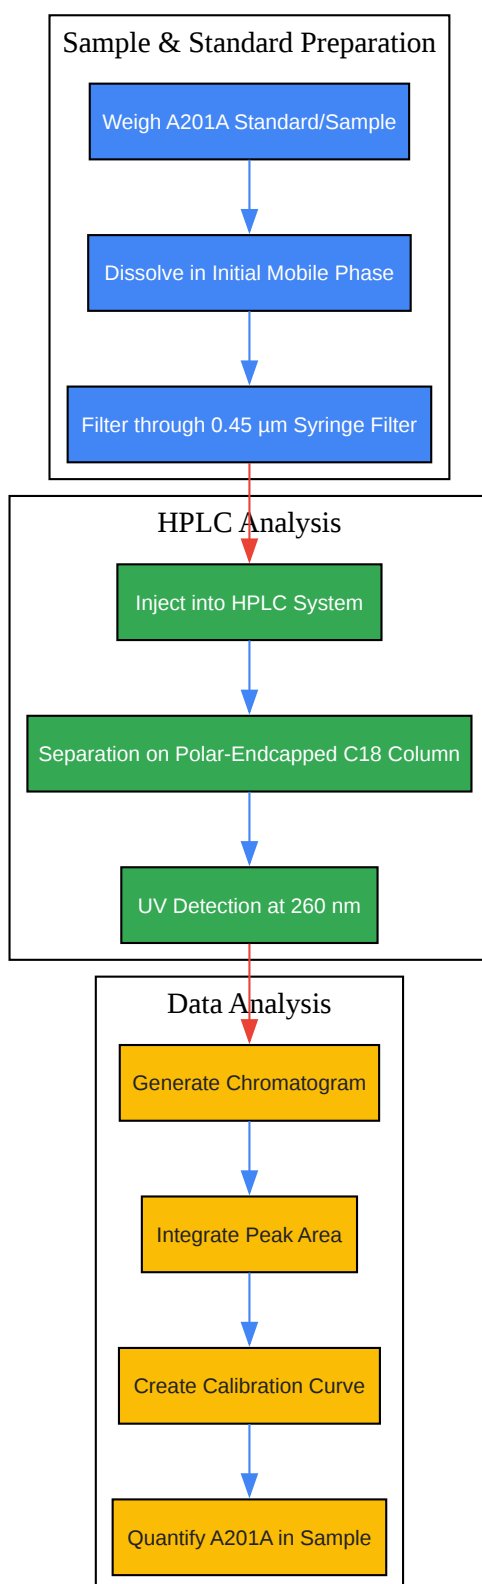 Sample & Standard Preparation
Weigh A201A Standard/Sample
Dissolve in Initial Mobile Phase
Filter through 0.45 µm Syringe Filter
HPLC Analysis
Inject into HPLC System
Separation on Polar-Endcapped C18 Column
UV Detection at 260 nm
Data Analysis
Generate Chromatogram
Integrate Peak Area
Create Calibration Curve
Quantify A201A in Sample